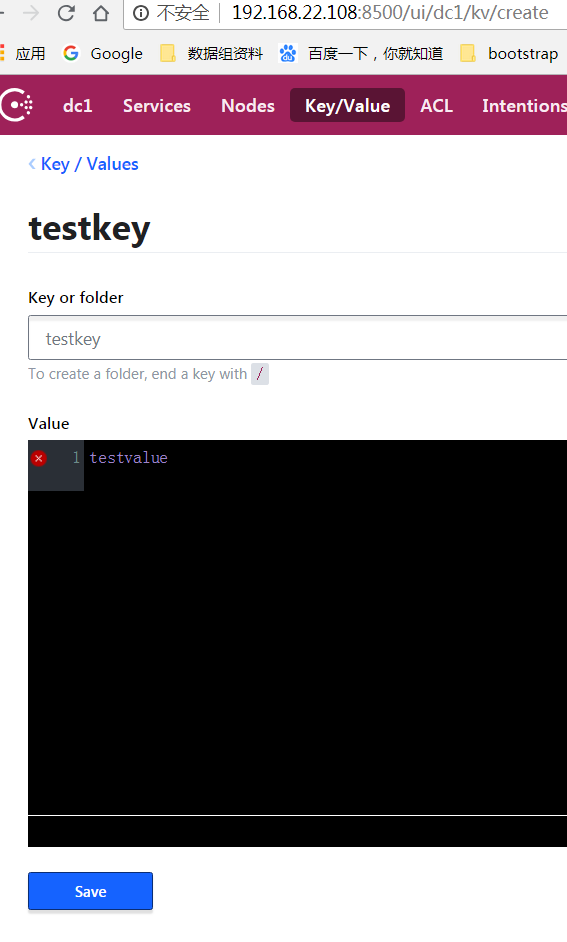 不安全 192.168.22.108:8500/ui/dc1/kv/create
应用 Google 数据组资料 百度一下，你就知道 bootstrap
dc1 Services Nodes Key/Value ACL Intentions
Key / Values
testkey
Key or folder
testkey
To create a folder, end a key with /
Value
1 testvalue
Save